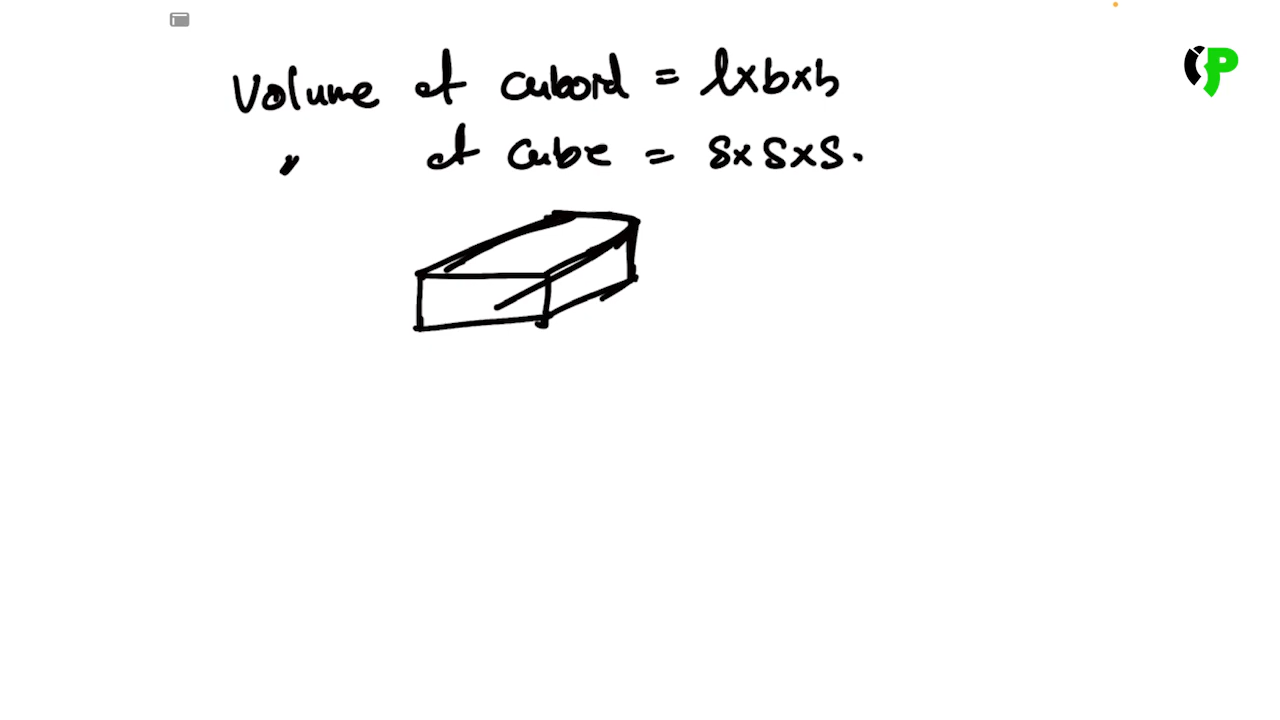 Volume of cuboid = l×b×h
" of cube = s×s×s.